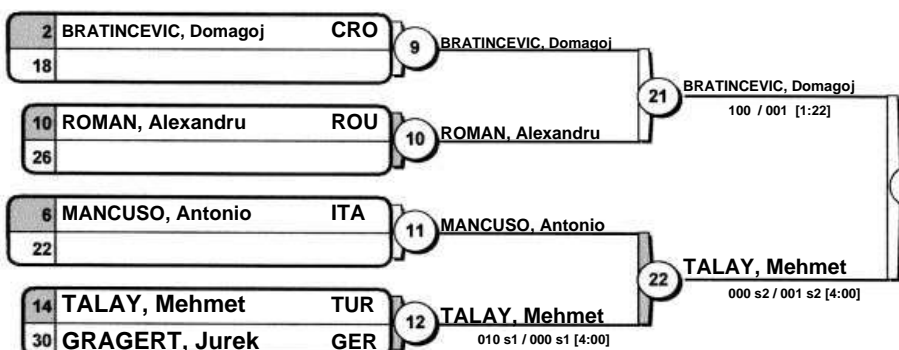 2 BRATINCEVIC, Domagoj CRO
18
9
BRATINCEVIC, Domagoj
21
BRATINCEVIC, Domagoj
100 / 001 [1:22]
10 ROMAN, Alexandru ROU
26
10
ROMAN, Alexandru
6 MANCUSO, Antonio ITA
22
11
MANCUSO, Antonio
22
TALAY, Mehmet
000 s2 / 001 s2 [4:00]
14 TALAY, Mehmet TUR
30 GRAGERT, Jurek GER
12
TALAY, Mehmet
010 s1 / 000 s1 [4:00]